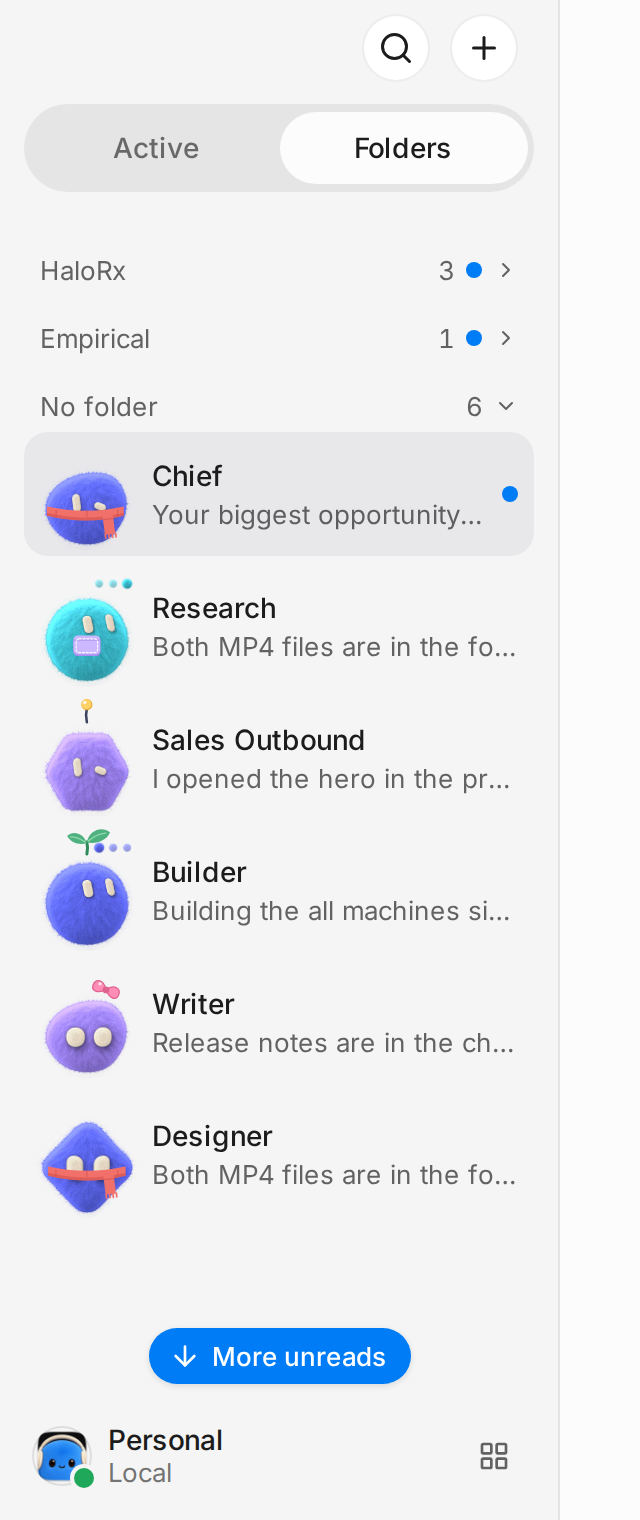 Active
Folders
HaloRx
3
Empirical
1
No folder
6
Chief
Your biggest opportunity...
Research
Both MP4 files are in the fo...
Sales Outbound
I opened the hero in the pr...
Builder
Building the all machines si...
Writer
Release notes are in the ch...
Designer
Both MP4 files are in the fo...
More unreads
Personal
Local